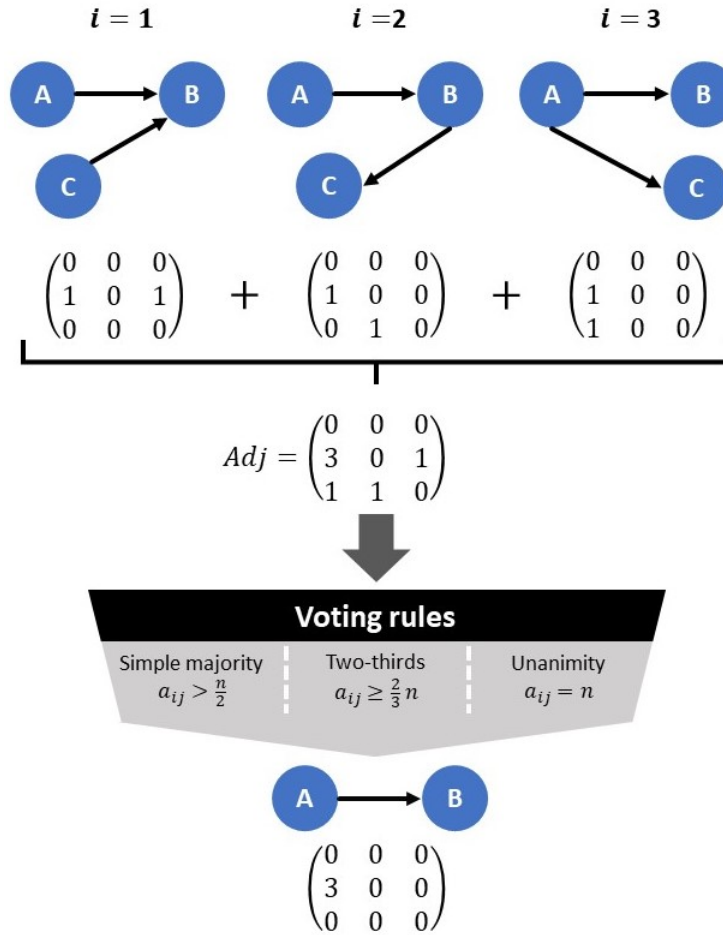 i = 1 i =2 i = 3
A B A B A B
C C C
0 0 0 0 0 0 0 0 0
1 0 1 + 1 0 0 + 1 0 0
0 0 0 0 1 0 1 0 0
0 0 0
Adj = 3 0 1
1 1 0
Voting rules
Simple majority Two-thirds Unanimity
a_ij > n/2 a_ij ≥ 2/3 n a_ij = n
A B
0 0 0
3 0 0
0 0 0